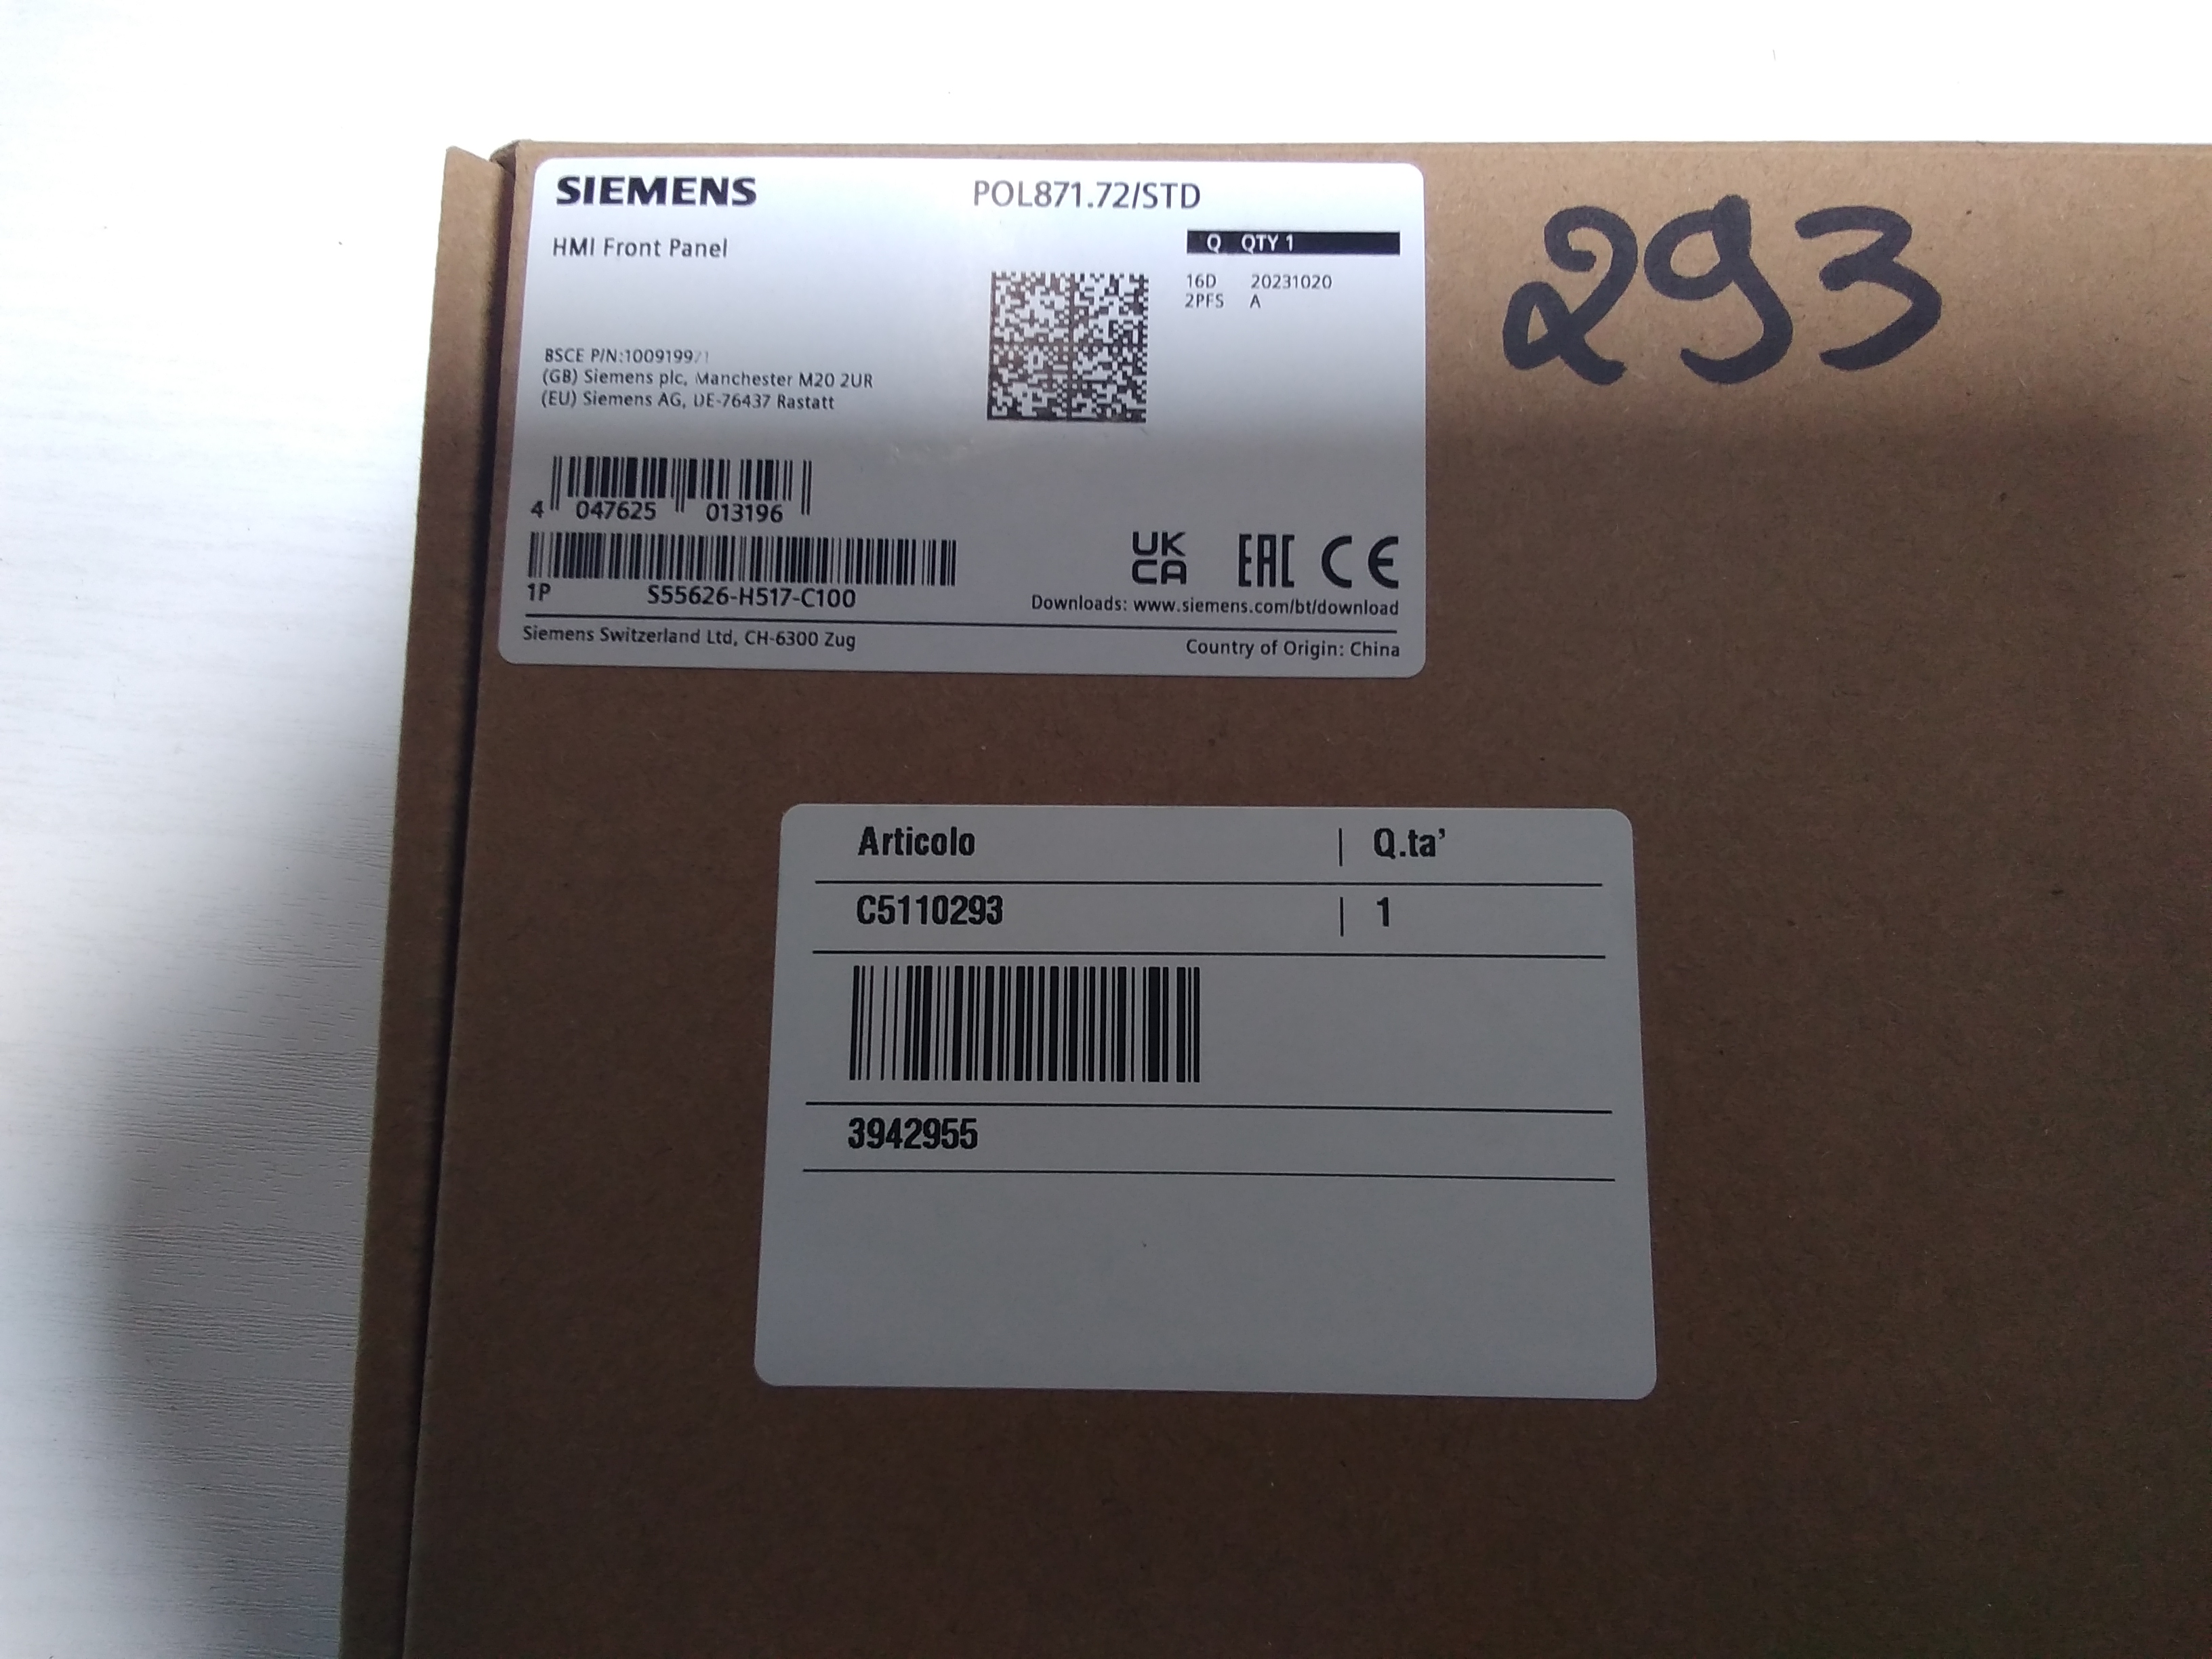 SIEMENS POL871.72/STD
HMI Front Panel
Q QTY 1
16D 20231020
2PFS A
BSCE P/N:1009199/1
(GB) Siemens plc, Manchester M20 2UR
(EU) Siemens AG, DE-76437 Rastatt
4 047625 013196
1P S55626-H517-C100
UK
CA EAC CE
Downloads: www.siemens.com/bt/download
Siemens Switzerland Ltd, CH-6300 Zug
Country of Origin: China
293
Articolo | Q.ta'
C5110293 | 1
3942955